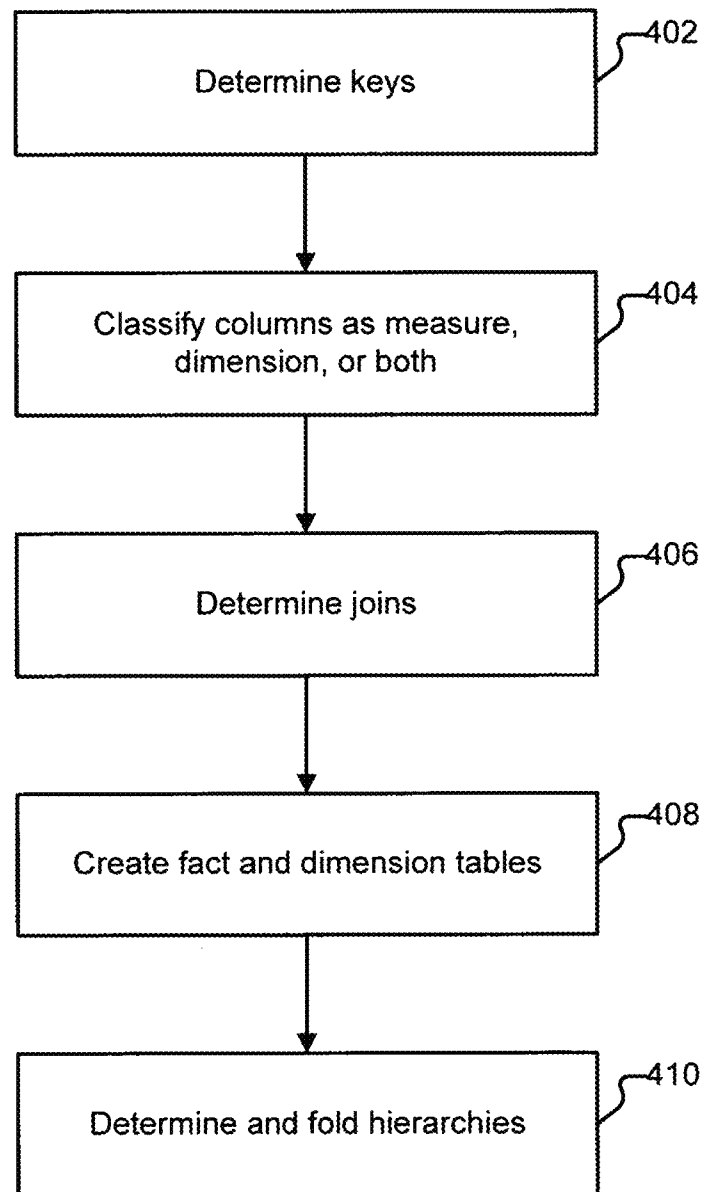 402
Determine keys
404
Classify columns as measure,
dimension, or both
406
Determine joins
408
Create fact and dimension tables
410
Determine and fold hierarchies